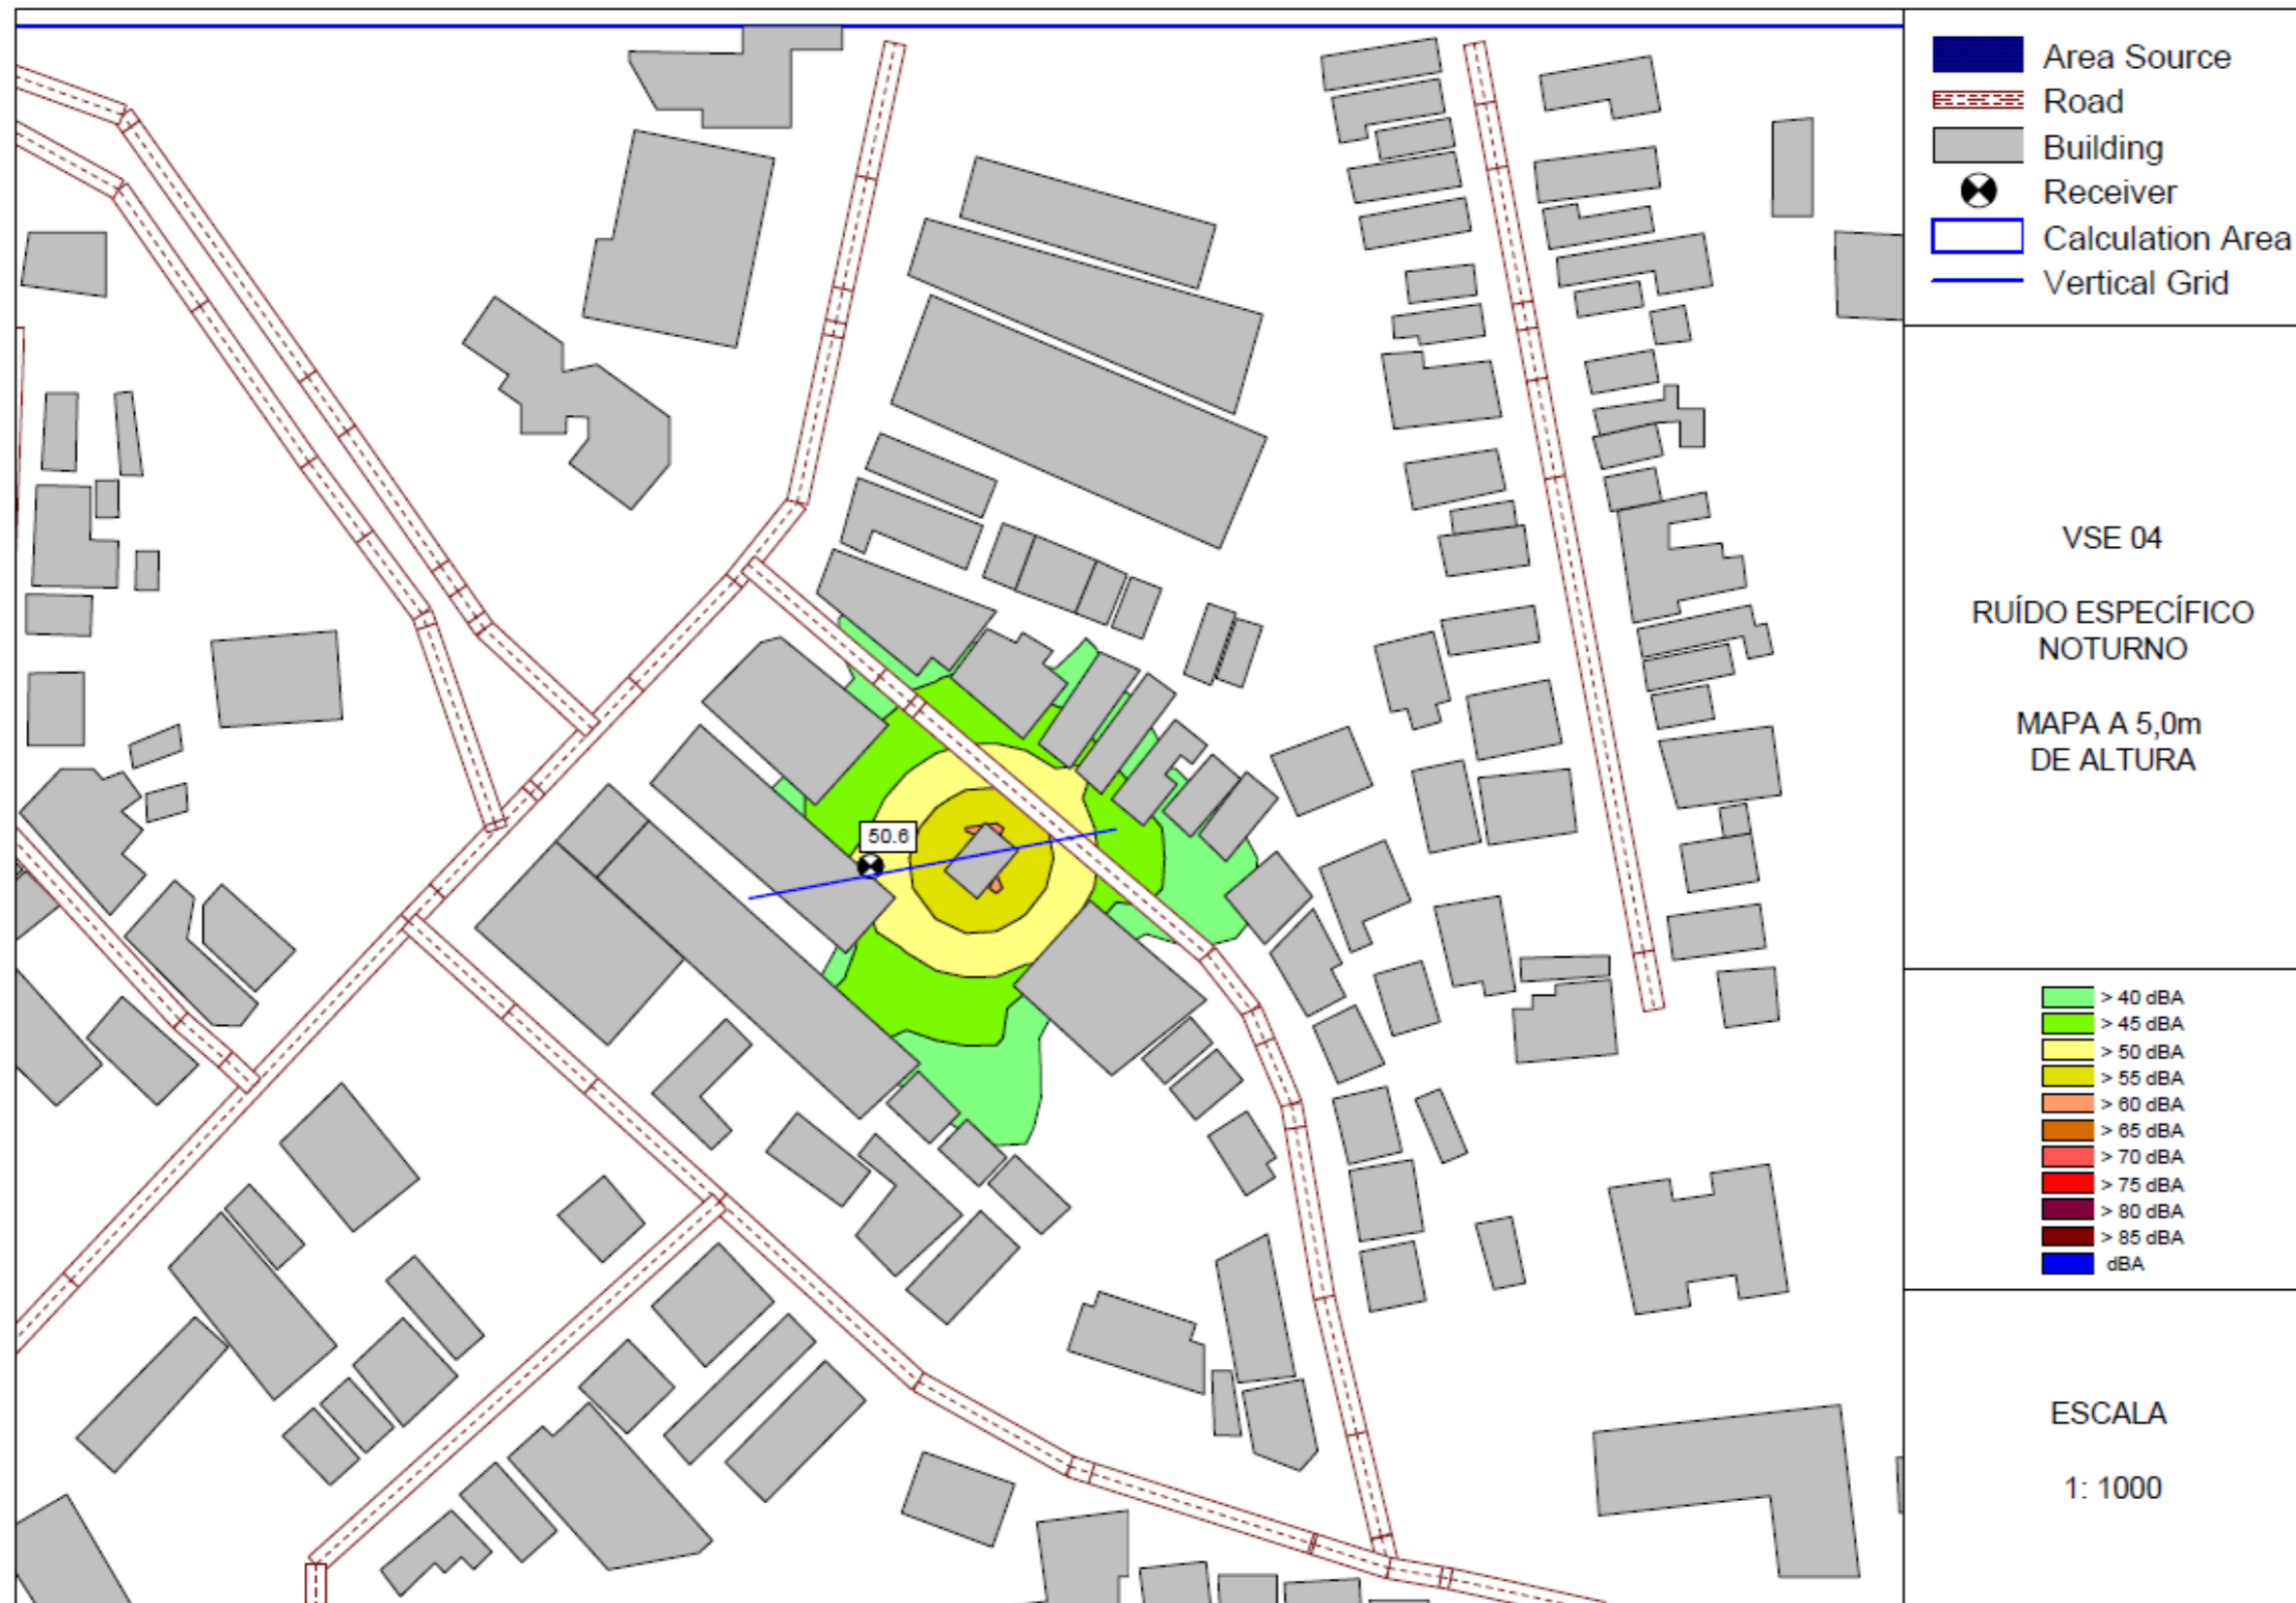 50.6
Area Source
Road
Building
Receiver
Calculation Area
Vertical Grid
VSE 04
RUÍDO ESPECÍFICO
NOTURNO
MAPA A 5,0m
DE ALTURA
> 40 dBA
> 45 dBA
> 50 dBA
> 55 dBA
> 60 dBA
> 65 dBA
> 70 dBA
> 75 dBA
> 80 dBA
> 85 dBA
dBA
ESCALA
1: 1000